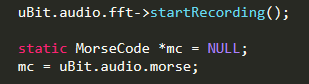 uBit.audio.fft->startRecording();
static MorseCode *mc = NULL;
mc = uBit.audio.morse;